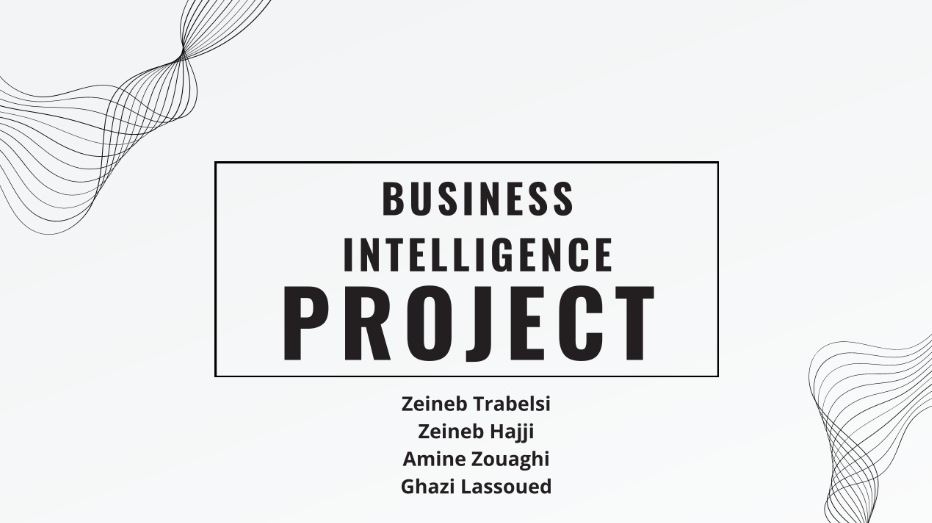 BUSINESS
INTELLIGENCE
PROJECT
Zeineb Trabelsi
Zeineb Hajji
Amine Zouaghi
Ghazi Lassoued